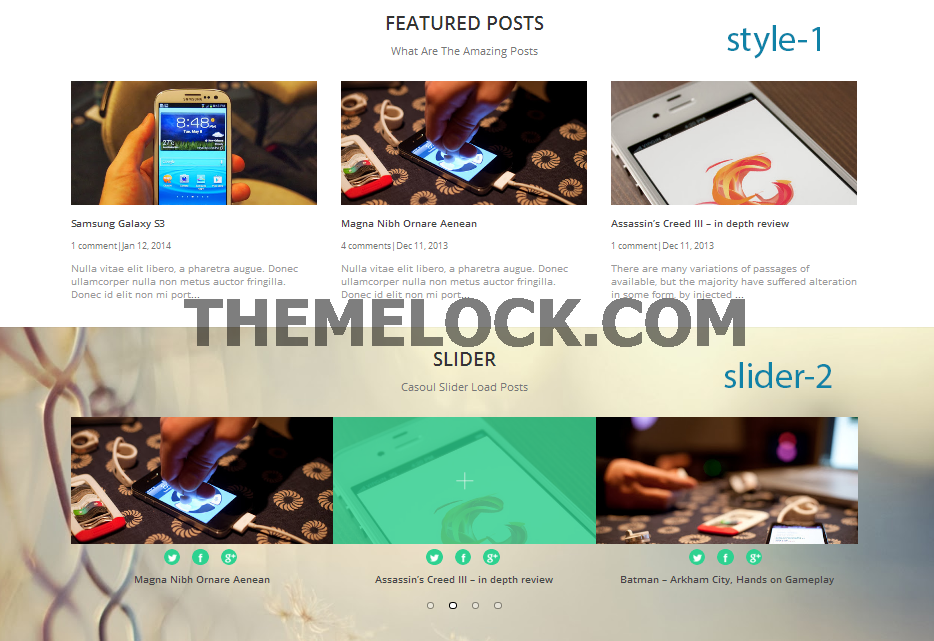 FEATURED POSTS
style-1
What Are The Amazing Posts
SAMSUNG
8:48
Tue, May 8
27°
Samsung Galaxy S3
Magna Nibh Ornare Aenean
Assassin's Creed III – in depth review
1 comment|Jan 12, 2014
4 comments|Dec 11, 2013
1 comment|Dec 11, 2013
Nulla vitae elit libero, a pharetra augue. Donec
ullamcorper nulla non metus auctor fringilla.
Donec id elit non mi port...
Nulla vitae elit libero, a pharetra augue. Donec
ullamcorper nulla non metus auctor fringilla.
Donec id elit non mi port...
There are many variations of passages of
available, but the majority have suffered alteration
in some form, by injected ...
THEMELOCK.COM
SLIDER
slider-2
Casoul Slider Load Posts
Magna Nibh Ornare Aenean
Assassin's Creed III – in depth review
Batman – Arkham City, Hands on Gameplay